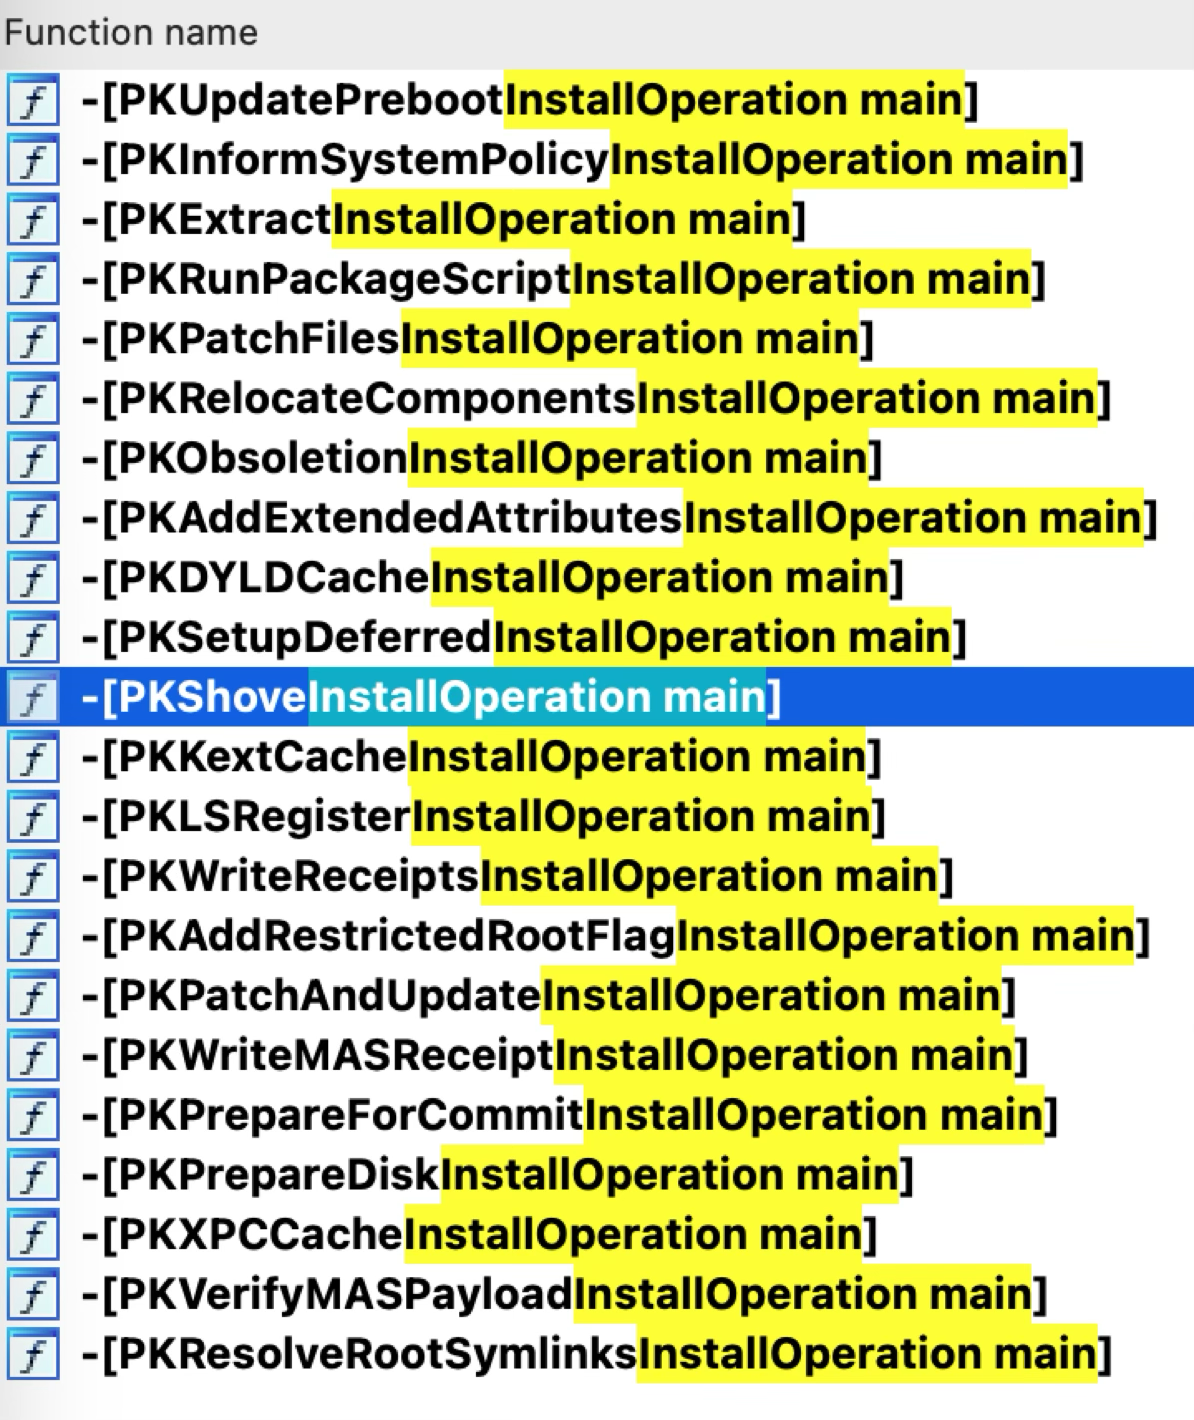 Function name
f -[PKUpdatePrebootInstallOperation main]
f -[PKInformSystemPolicyInstallOperation main]
f -[PKExtractInstallOperation main]
f -[PKRunPackageScriptInstallOperation main]
f -[PKPatchFilesInstallOperation main]
f -[PKRelocateComponentsInstallOperation main]
f -[PKObsoletionInstallOperation main]
f -[PKAddExtendedAttributesInstallOperation main]
f -[PKDYLDCacheInstallOperation main]
f -[PKSetupDeferredInstallOperation main]
f -[PKShoveInstallOperation main]
f -[PKKextCacheInstallOperation main]
f -[PKLSRegisterInstallOperation main]
f -[PKWriteReceiptsInstallOperation main]
f -[PKAddRestrictedRootFlagInstallOperation main]
f -[PKPatchAndUpdateInstallOperation main]
f -[PKWriteMASReceiptInstallOperation main]
f -[PKPrepareForCommitInstallOperation main]
f -[PKPrepareDiskInstallOperation main]
f -[PKXPCCacheInstallOperation main]
f -[PKVerifyMASPayloadInstallOperation main]
f -[PKResolveRootSymlinksInstallOperation main]